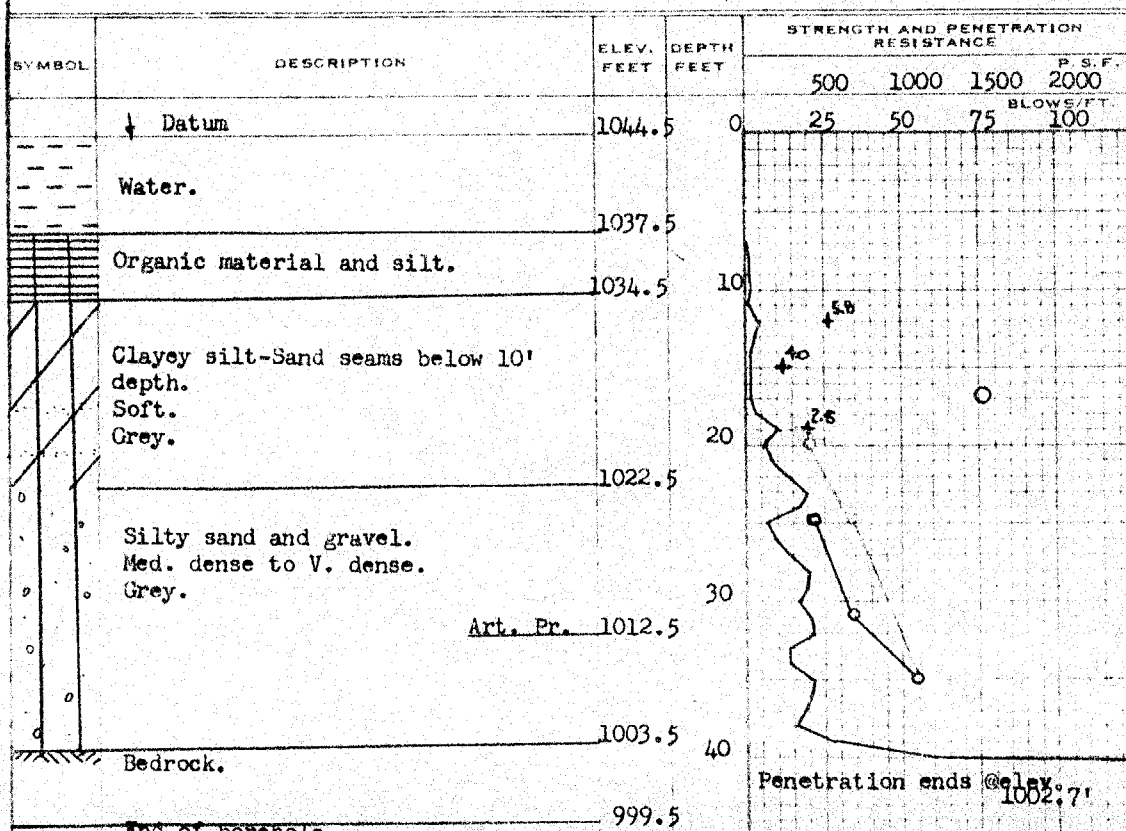 STRENGTH AND PENETRATION
RESISTANCE
SYMBOL DESCRIPTION ELEV. FEET DEPTH FEET
P.S.F.
500 1000 1500 2000
BLOWS/FT.
Datum 1044.5 0 25 50 75 100
Water.
1037.5
Organic material and silt.
1034.5 10
5.8
Clayey silt-Sand seams below 10'
4.0
depth.
Soft.
Grey.
20
1022.5
Silty sand and gravel.
Med. dense to V. dense.
Grey.
30
Art. Pr. 1012.5
1003.5 40
Bedrock.
Penetration ends @elev.
1002.7'
999.5